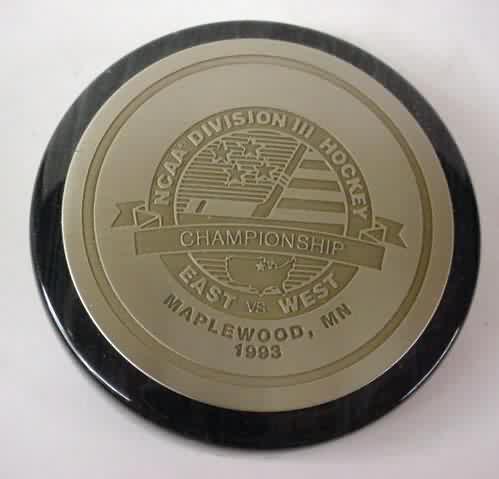 NCAA® DIVISION III HOCKEY
CHAMPIONSHIP
EAST VS. WEST
MAPLEWOOD, MN
1993